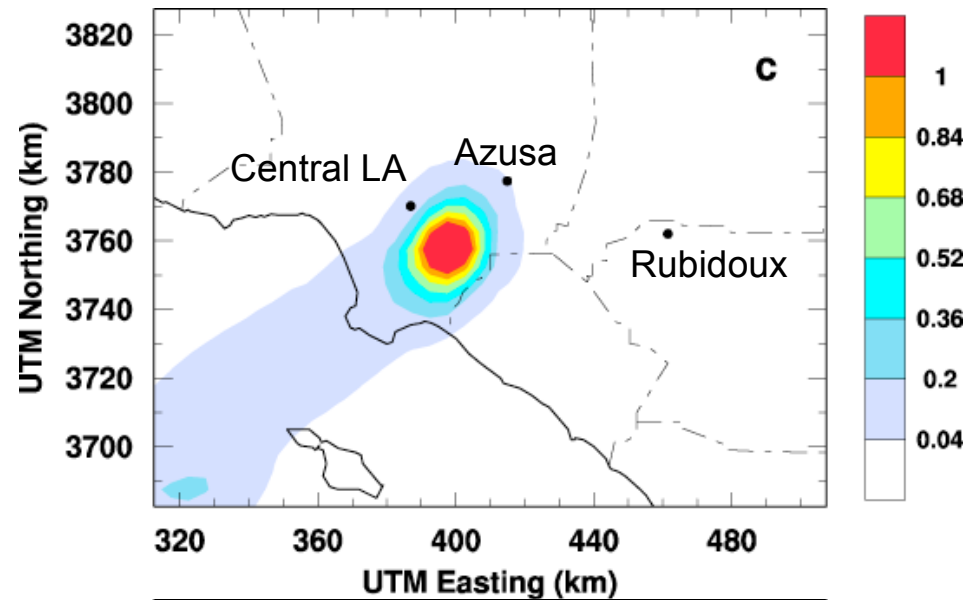 c
3820
3800
3780
3760
3740
3720
3700
UTM Northing (km)
Central LA
Azusa
Rubidoux
320 360 400 440 480
UTM Easting (km)
1
0.84
0.68
0.52
0.36
0.2
0.04